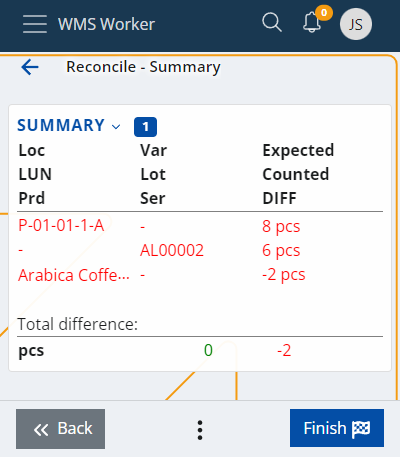 WMS Worker 0 JS
Reconcile - Summary
SUMMARY 1
Loc Var Expected
LUN Lot Counted
Prd Ser DIFF
P-01-01-1-A - 8 pcs
- AL00002 6 pcs
Arabica Coffe... - -2 pcs
Total difference:
pcs 0 -2
Back Finish